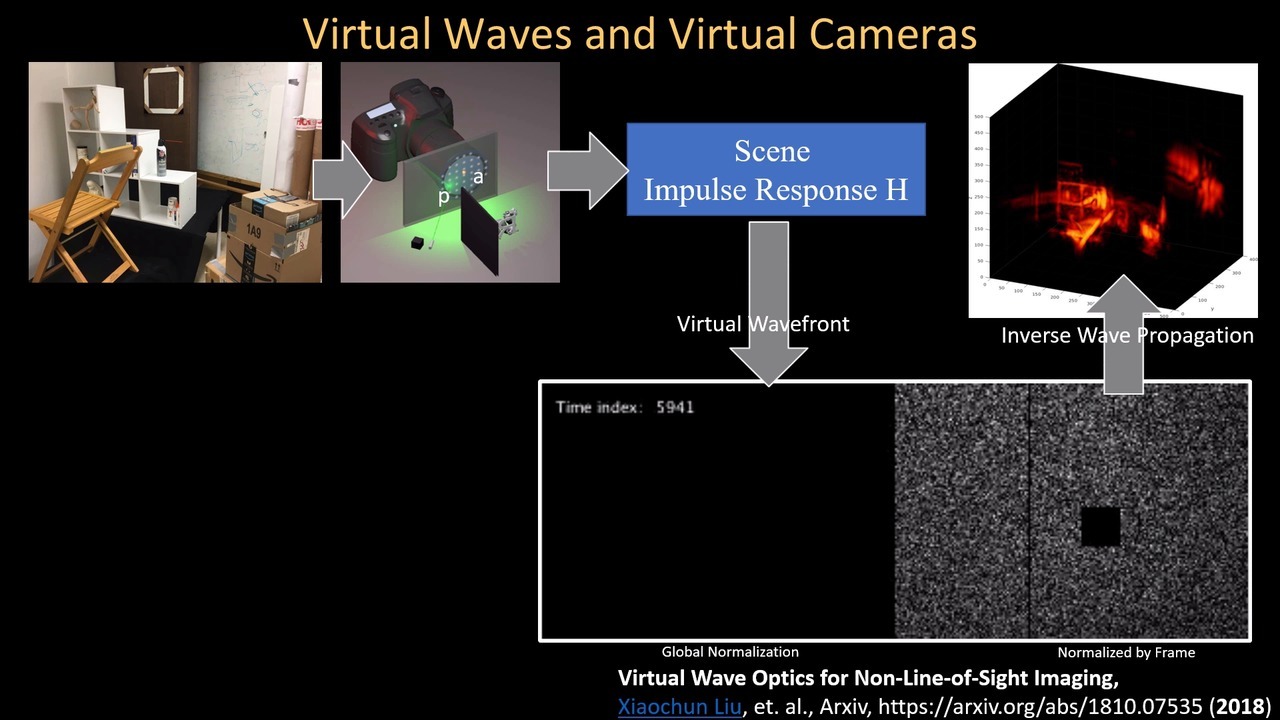 Virtual Waves and Virtual Cameras
1A9
p
a
Scene
Impulse Response H
Virtual Wavefront
Inverse Wave Propagation
Time index: 5941
Global Normalization
Normalized by Frame
Virtual Wave Optics for Non-Line-of-Sight Imaging,
Xiaochun Liu, et. al., Arxiv, https://arxiv.org/abs/1810.07535 (2018)